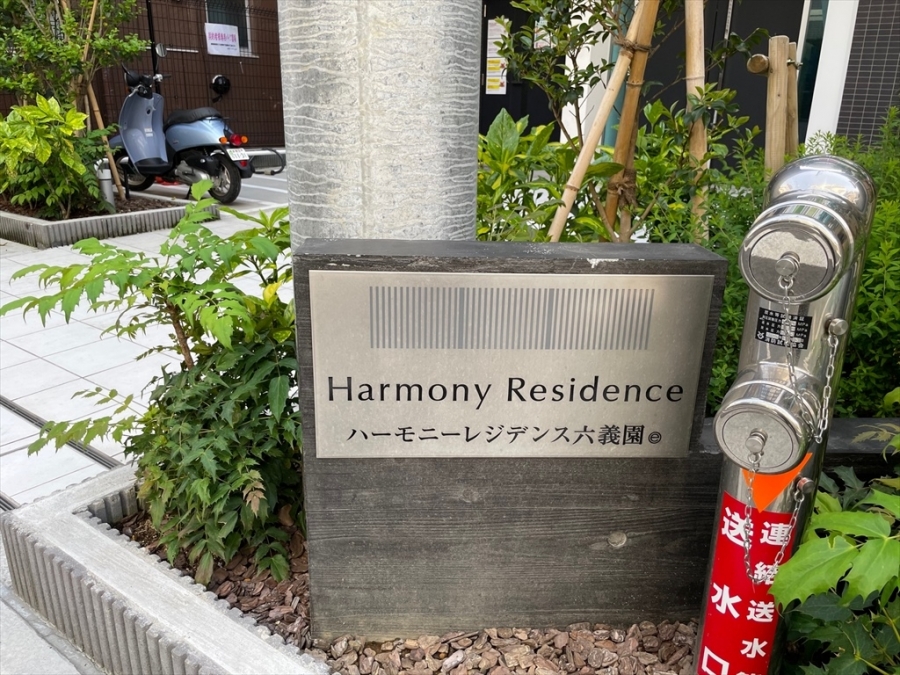 Harmony Residence
ハーモニーレジデンス六義園
送水口
連結送水